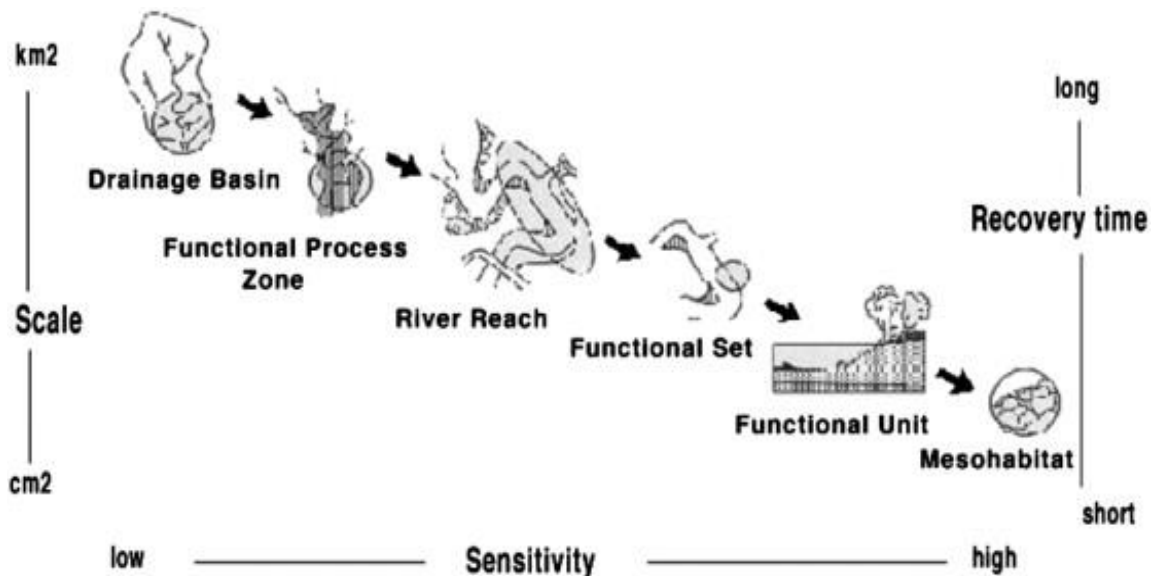 km2
long
Drainage Basin
Recovery time
Functional Process
Zone
River Reach
Scale
Functional Set
Functional Unit
Mesohabitat
cm2
short
low
Sensitivity
high